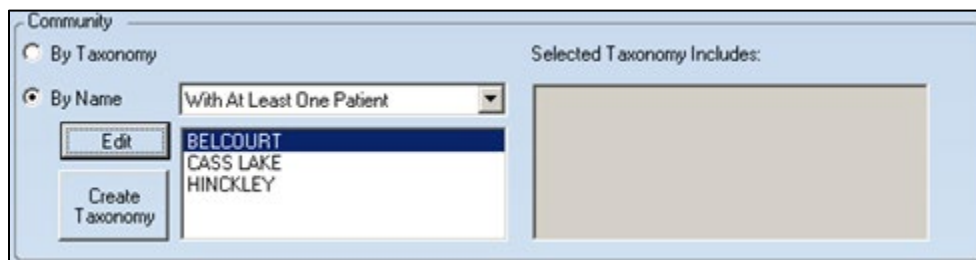 Community
By Taxonomy
Selected Taxonomy Includes:
By Name
With At Least One Patient
Edit
BELCOURT
CASS LAKE
HINCKLEY
Create
Taxonomy